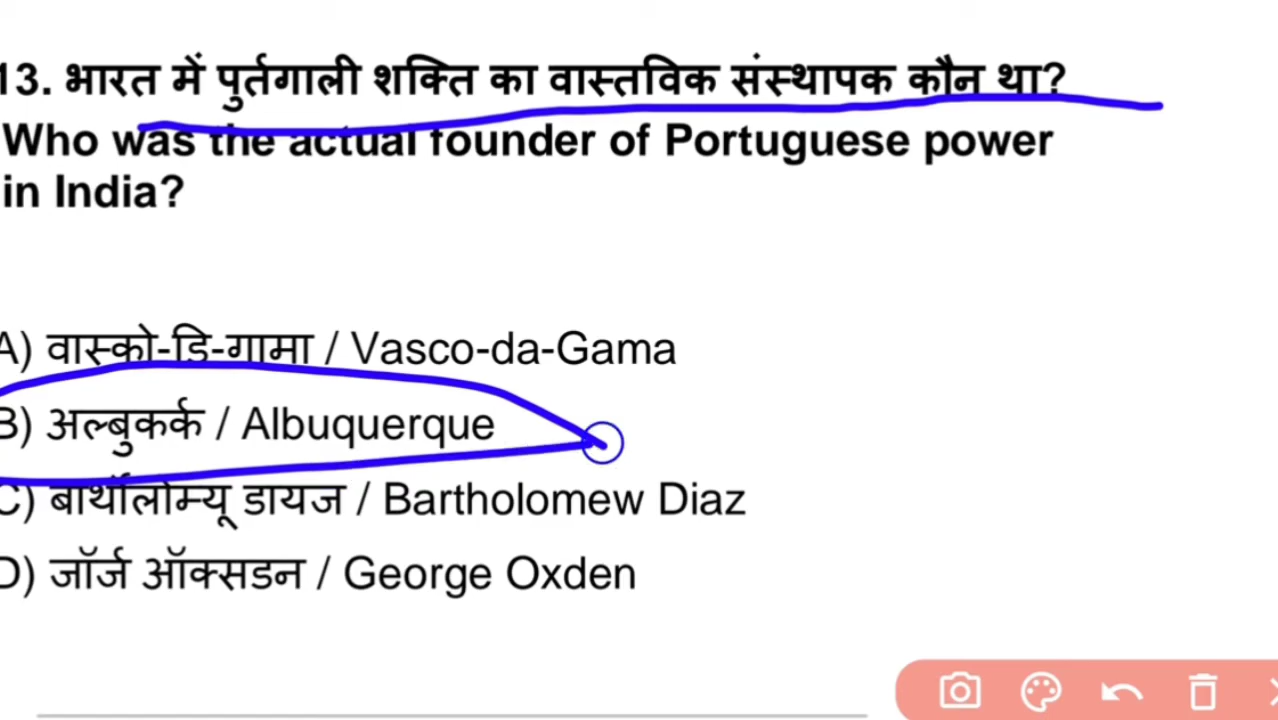 13. भारत में पुर्तगाली शक्ति का वास्तविक संस्थापक कौन था?
Who was the actual founder of Portuguese power
in India?
A) वास्को-डि-गामा / Vasco-da-Gama
B) अल्बुकर्क / Albuquerque
C) बार्थोलोम्यू डायज / Bartholomew Diaz
D) जॉर्ज ऑक्सडन / George Oxden